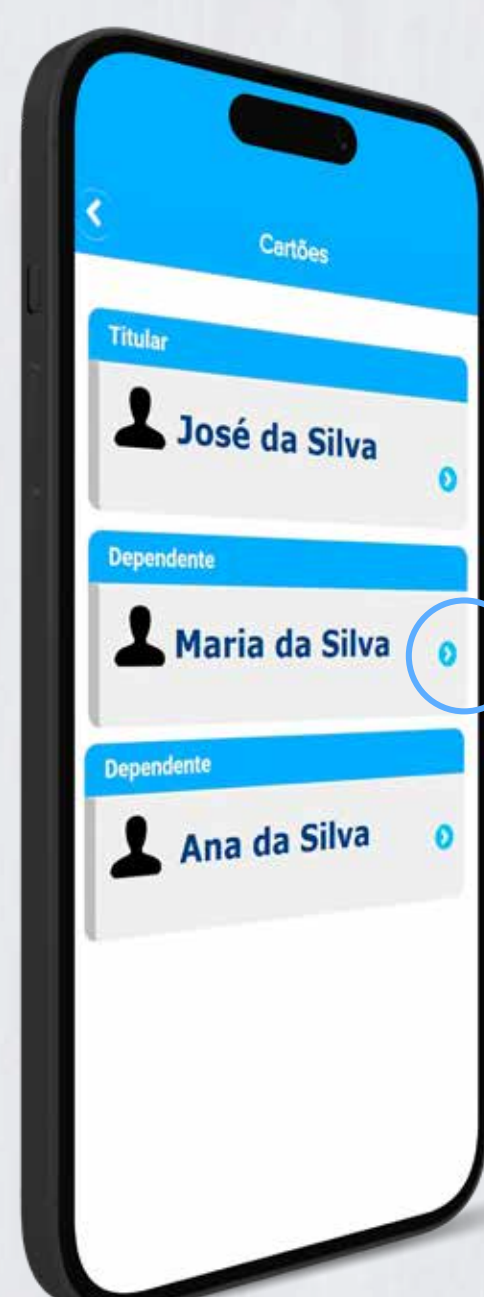 Cartões
Titular
José da Silva
Dependente
Maria da Silva
Dependente
Ana da Silva